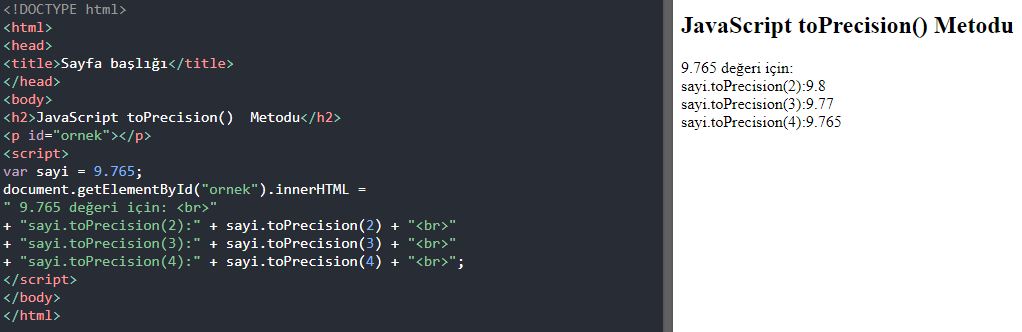 <!DOCTYPE html>
<html>
<head>
<title>Sayfa başlığı</title>
</head>
<body>
<h2>JavaScript toPrecision()  Metodu</h2>
<p id="ornek"></p>
<script>
var sayi = 9.765;
document.getElementById("ornek").innerHTML =
" 9.765 değeri için: <br>"
+ "sayi.toPrecision(2):" + sayi.toPrecision(2) + "<br>"
+ "sayi.toPrecision(3):" + sayi.toPrecision(3) + "<br>"
+ "sayi.toPrecision(4):" + sayi.toPrecision(4) + "<br>";
</script>
</body>
</html>
JavaScript toPrecision() Metodu
9.765 değeri için:
sayi.toPrecision(2):9.8
sayi.toPrecision(3):9.77
sayi.toPrecision(4):9.765